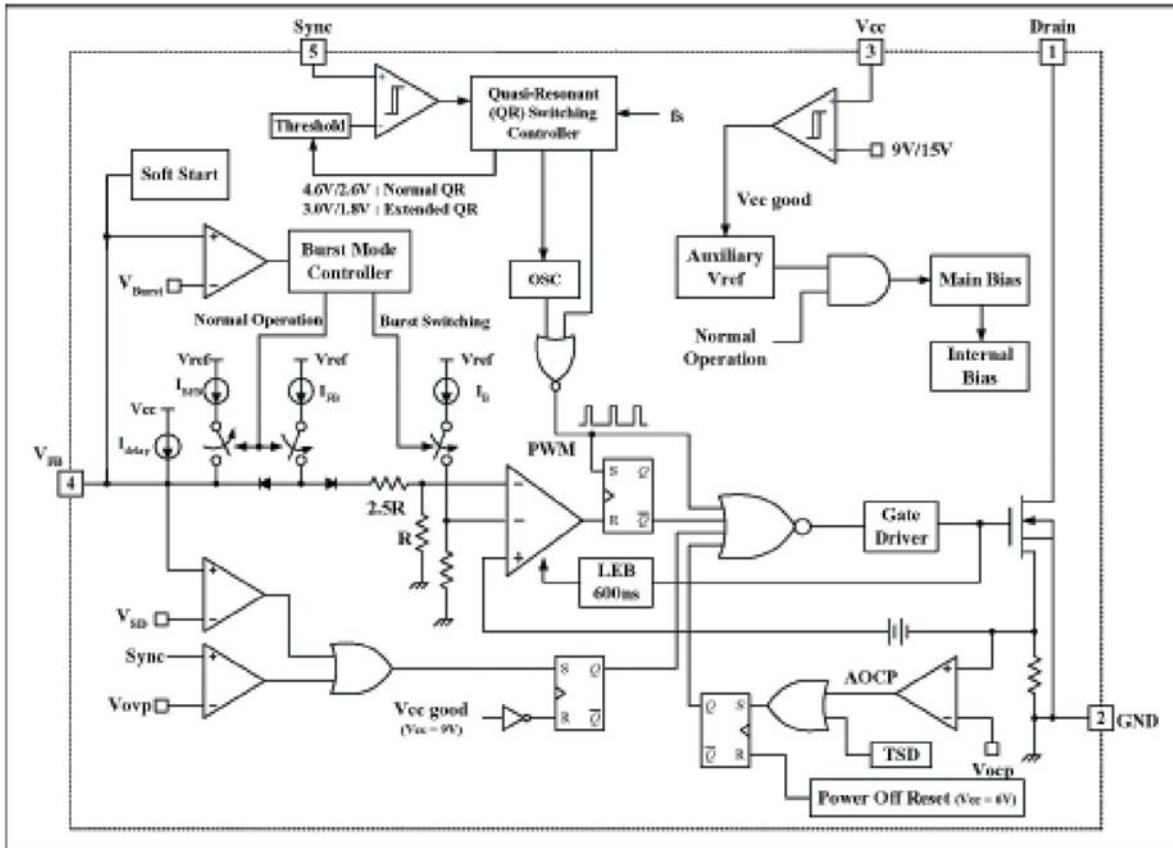 Sync
5
Vcc
3
Drain
1
Quasi-Resonant
(QR) Switching
Controller
fs
Threshold
9V/15V
Soft Start
4.6V/2.6V : Normal QR
3.0V/1.8V : Extended QR
Vcc good
Burst Mode
Controller
VBurst
OSC
Auxiliary
Vref
Main Bias
Normal Operation
Burst Switching
Normal
Operation
Internal
Bias
Vref
Vref
Vref
IFB
IB
Vcc
Idelay
VFB
4
PWM
2.5R
R
S
Q
R
Q
Gate
Driver
LEB
600ns
VSD
Sync
Vovp
S
Q
R
Q
Vcc good
(Vcc = 9V)
AOCP
Q
S
Q
R
TSD
Vocp
2
GND
Power Off Reset (Vcc = 6V)